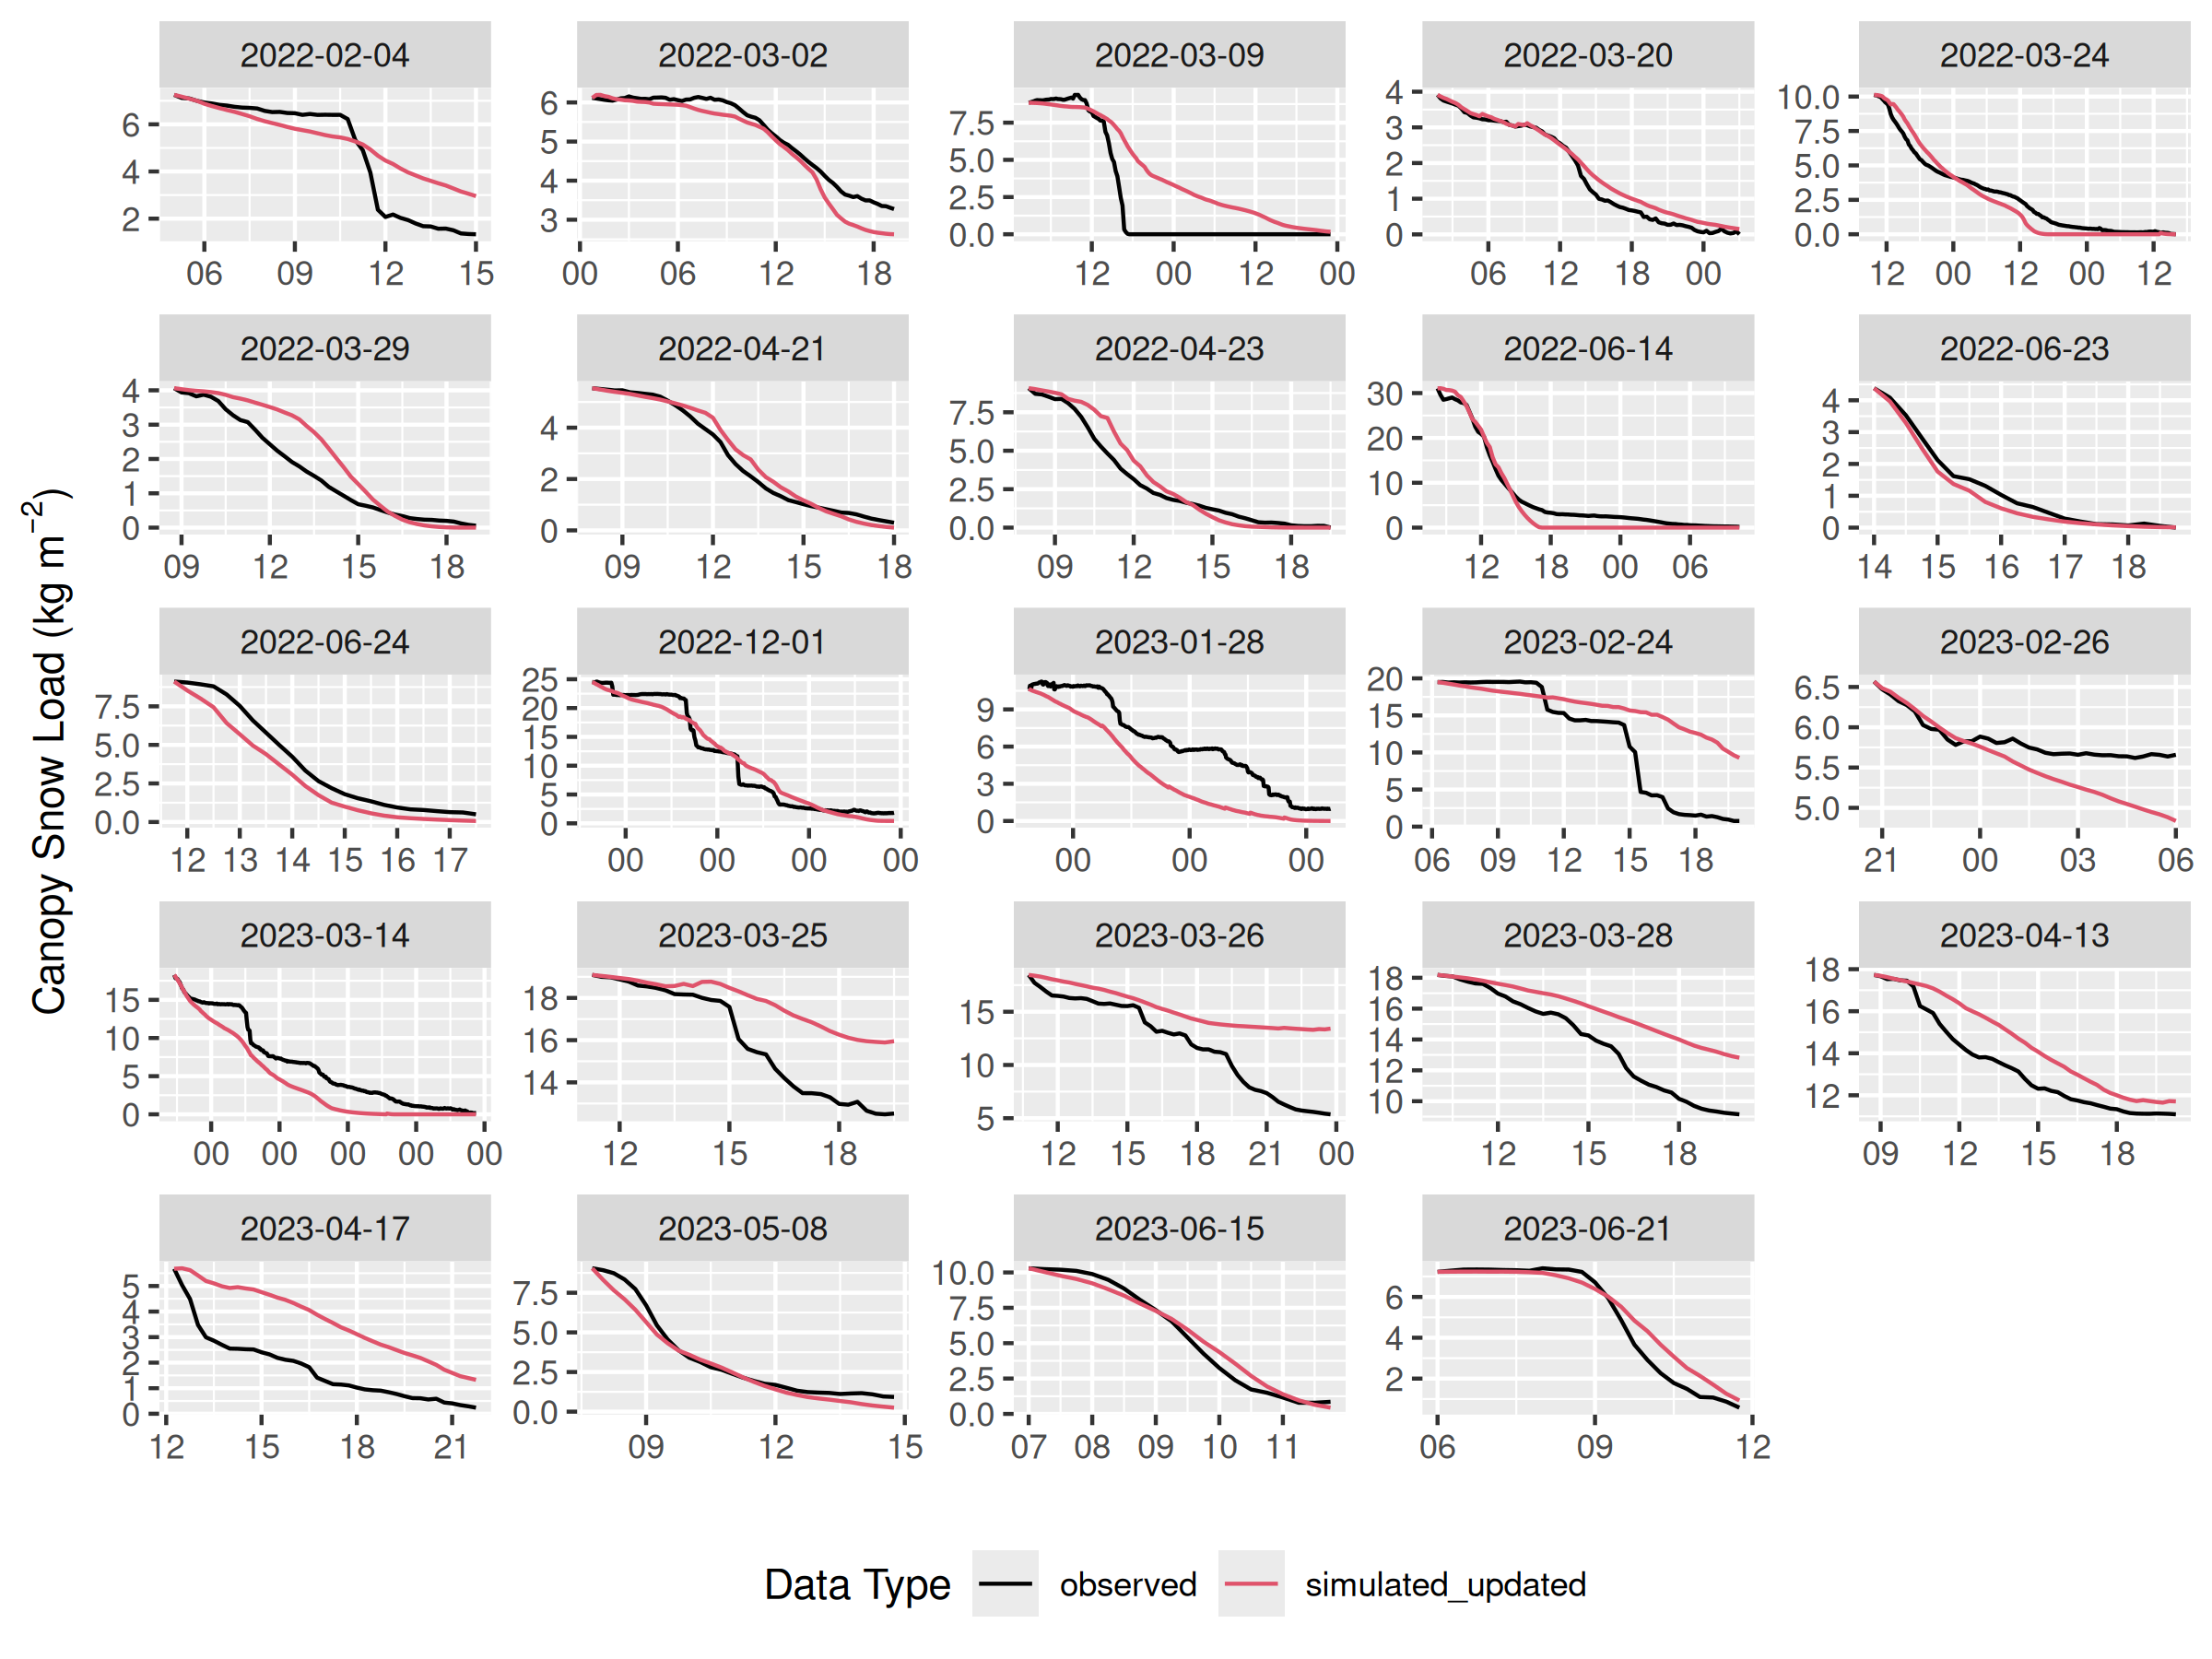 2022-02-04 2022-03-02 2022-03-09 2022-03-20 2022-03-24
6 4 2
06 09 12 15
6 5 4 3
00 06 12 18
7.5 5.0 2.5 0.0
12 00 12 00
4 3 2 1 0
06 12 18 00
10.0 7.5 5.0 2.5 0.0
12 00 12 00 12
2022-03-29 2022-04-21 2022-04-23 2022-06-14 2022-06-23
4 3 2 1 0
09 12 15 18
4 2 0
09 12 15 18
7.5 5.0 2.5 0.0
09 12 15 18
30 20 10 0
12 18 00 06
4 3 2 1 0
14 15 16 17 18
2022-06-24 2022-12-01 2023-01-28 2023-02-24 2023-02-26
7.5 5.0 2.5 0.0
12 13 14 15 16 17
25 20 15 10 5 0
00 00 00 00
9 6 3 0
00 00 00
20 15 10 5 0
06 09 12 15 18
6.5 6.0 5.5 5.0
21 00 03 06
2023-03-14 2023-03-25 2023-03-26 2023-03-28 2023-04-13
15 10 5 0
00 00 00 00 00
18 16 14
12 15 18
15 10 5
12 15 18 21 00
18 16 14 12 10
12 15 18
18 16 14 12
09 12 15 18
2023-04-17 2023-05-08 2023-06-15 2023-06-21
5 4 3 2 1 0
12 15 18 21
7.5 5.0 2.5 0.0
09 12 15
10.0 7.5 5.0 2.5 0.0
07 08 09 10 11
6 4 2
06 09 12
Canopy Snow Load (kg m⁻²)
Data Type observed simulated_updated